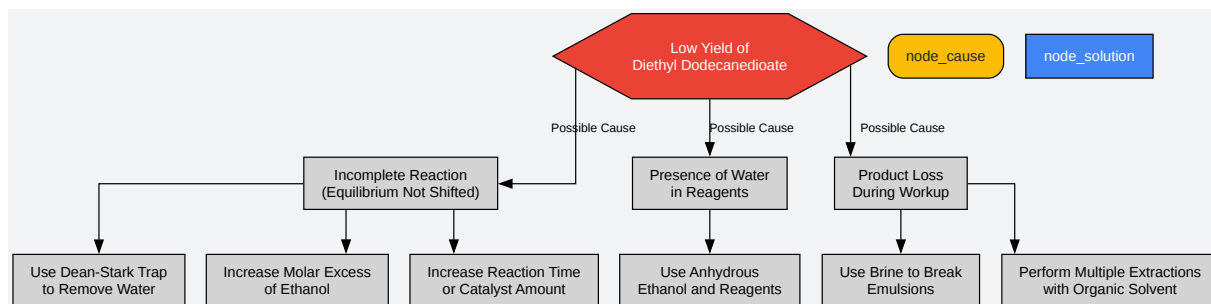 Low Yield of
Diethyl Dodecanedioate
node_cause
node_solution
Possible Cause
Possible Cause
Possible Cause
Incomplete Reaction
(Equilibrium Not Shifted)
Presence of Water
in Reagents
Product Loss
During Workup
Use Dean-Stark Trap
to Remove Water
Increase Molar Excess
of Ethanol
Increase Reaction Time
or Catalyst Amount
Use Anhydrous
Ethanol and Reagents
Use Brine to Break
Emulsions
Perform Multiple Extractions
with Organic Solvent